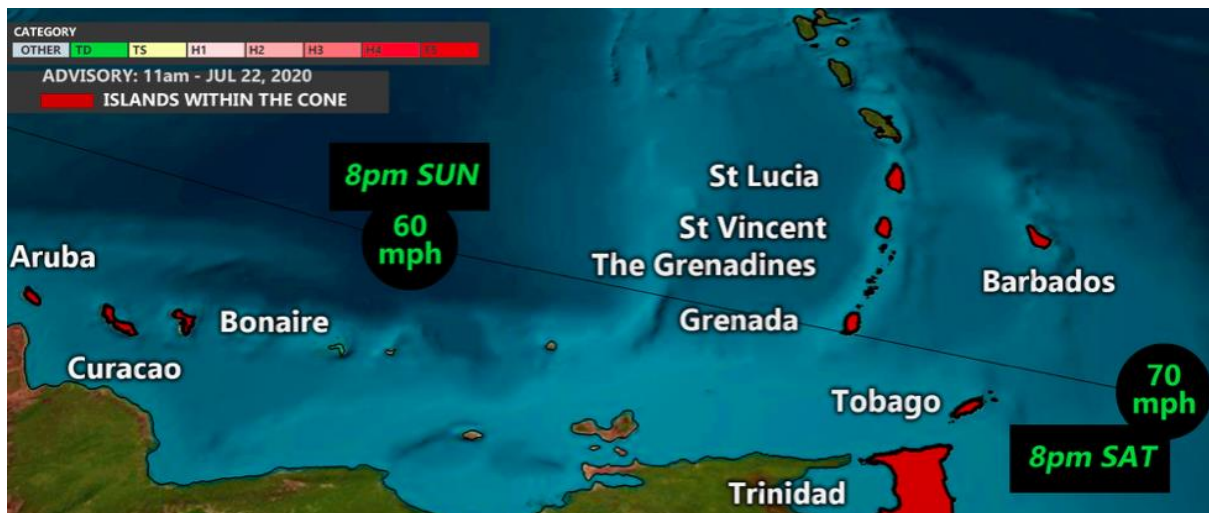 CATEGORY
OTHER TD TS H1 H2 H3 H4
ADVISORY: 11am - JUL 22, 2020
ISLANDS WITHIN THE CONE
8pm SUN
60
mph
St Lucia
St Vincent
The Grenadines
Barbados
Aruba
Bonaire
Grenada
Curacao
Tobago
70
mph
8pm SAT
Trinidad